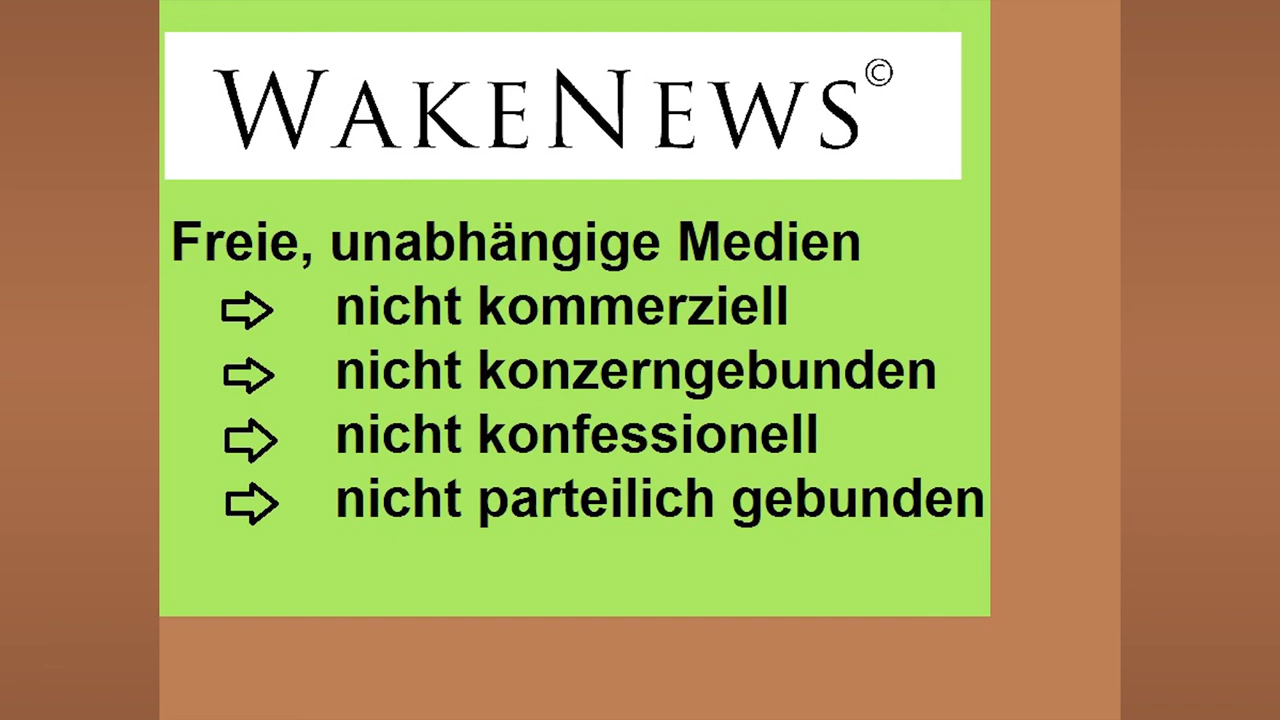 WAKENEWS©
Freie, unabhängige Medien
⇨ nicht kommerziell
⇨ nicht konzerngebunden
⇨ nicht konfessionell
⇨ nicht parteilich gebunden